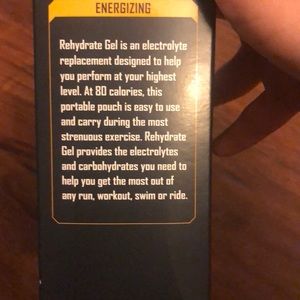 ENERGIZING
Rehydrate Gel is an electrolyte
replacement designed to help
you perform at your highest
level. At 80 calories, this
portable pouch is easy to use
and carry during the most
strenuous exercise. Rehydrate
Gel provides the electrolytes
and carbohydrates you need to
help you get the most out of
any run, workout, swim or ride.